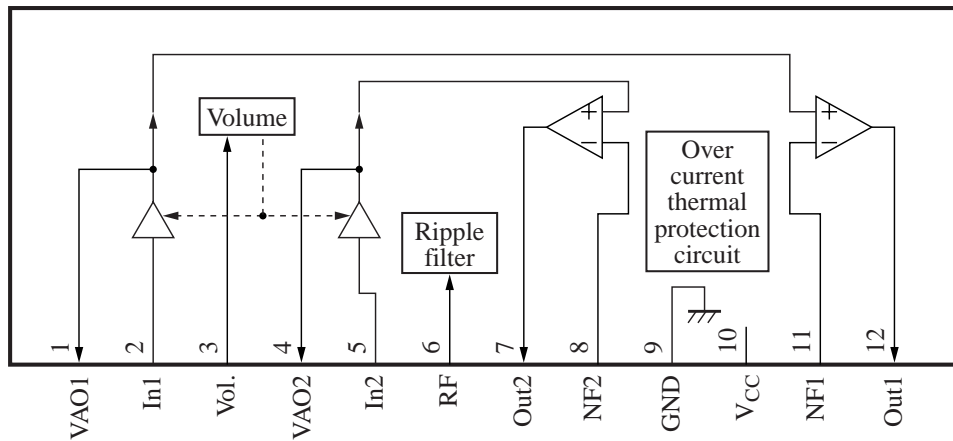 Volume
+
−
+
−
Over
current
thermal
protection
circuit
Ripple
filter
1
2
3
4
5
6
7
8
9
10
11
12
VAO1
In1
Vol.
VAO2
In2
RF
Out2
NF2
GND
VCC
NF1
Out1